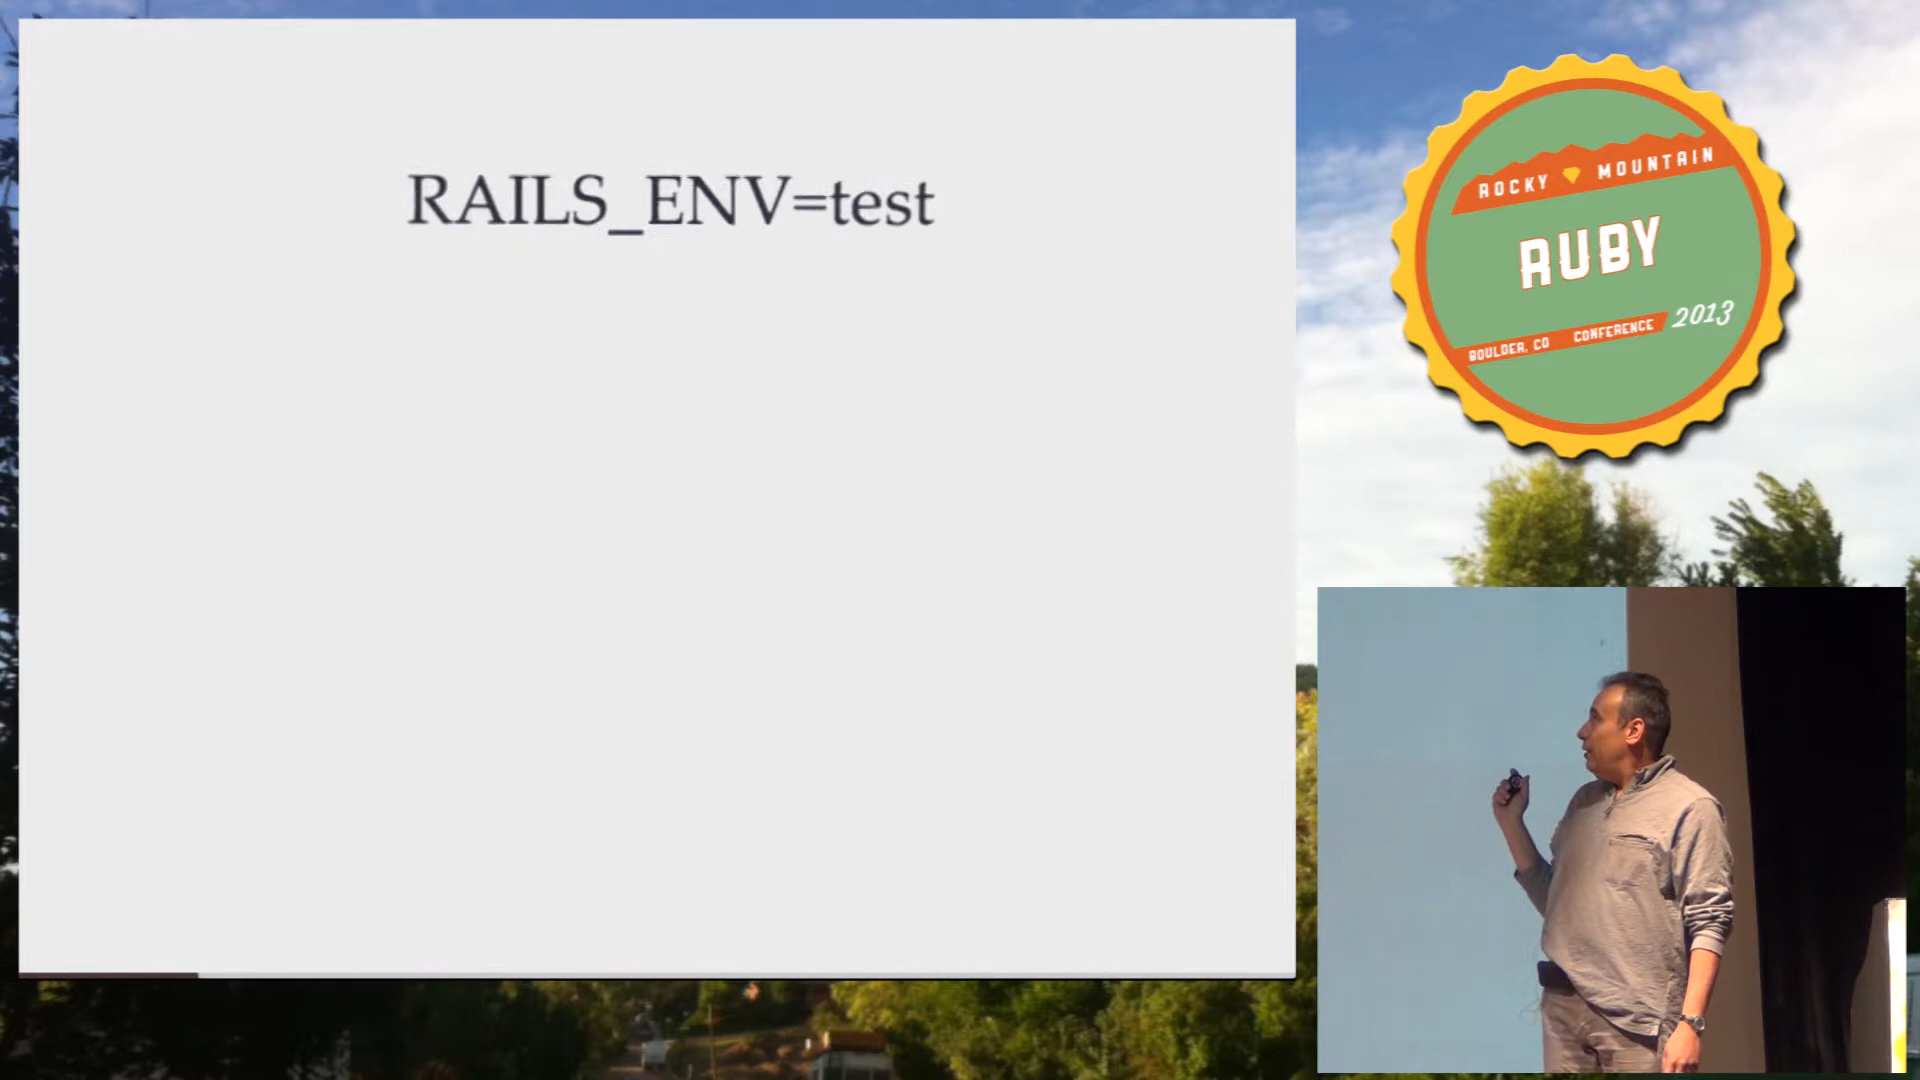 RAILS_ENV=test
ROCKY MOUNTAIN
RUBY
BOULDER, CO CONFERENCE 2013